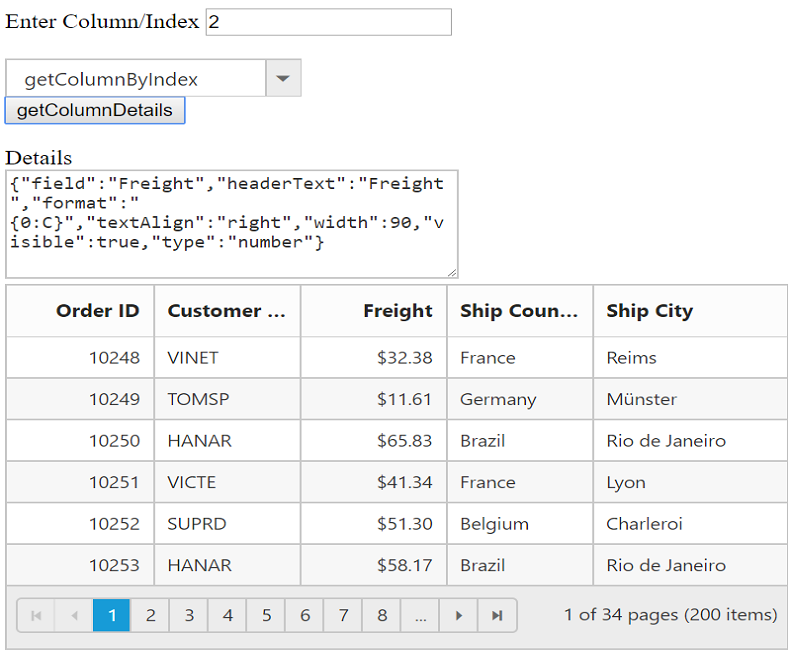 Enter Column/Index 2
getColumnByIndex
getColumnDetails
Details
{"field":"Freight","headerText":"Freight
","format":"
{0:C}","textAlign":"right","width":90,"v
isible":true,"type":"number"}
Order ID Customer ... Freight Ship Coun... Ship City
10248 VINET $32.38 France Reims
10249 TOMSP $11.61 Germany Münster
10250 HANAR $65.83 Brazil Rio de Janeiro
10251 VICTE $41.34 France Lyon
10252 SUPRD $51.30 Belgium Charleroi
10253 HANAR $58.17 Brazil Rio de Janeiro
1 2 3 4 5 6 7 8 ... 1 of 34 pages (200 items)